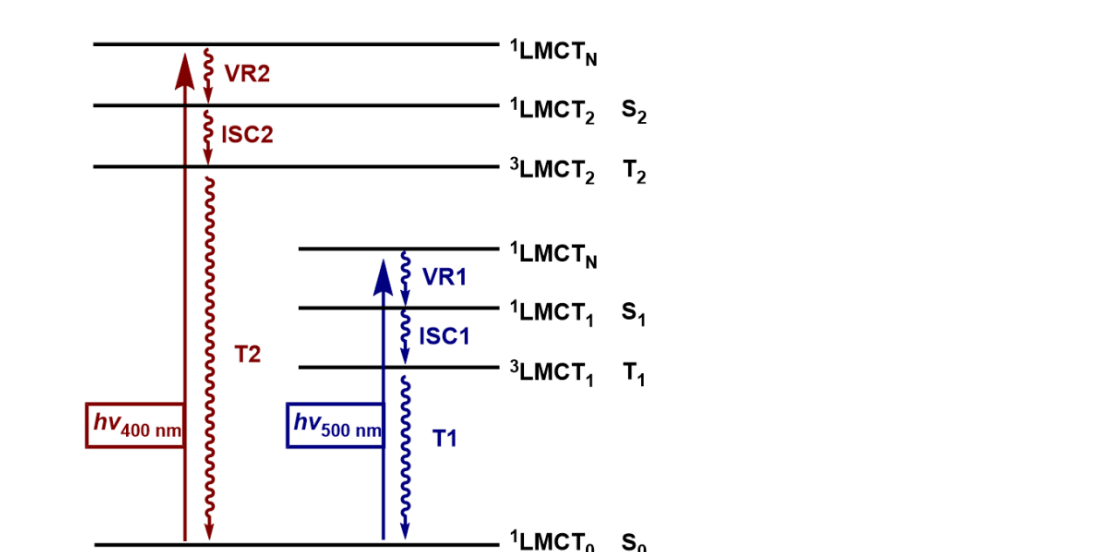 ¹LMCT_N
VR2
¹LMCT₂ S₂
ISC2
³LMCT₂ T₂
¹LMCT_N
VR1
¹LMCT₁ S₁
ISC1
T2
³LMCT₁ T₁
hv400 nm
hv500 nm
T1
¹LMCT₀ S₀